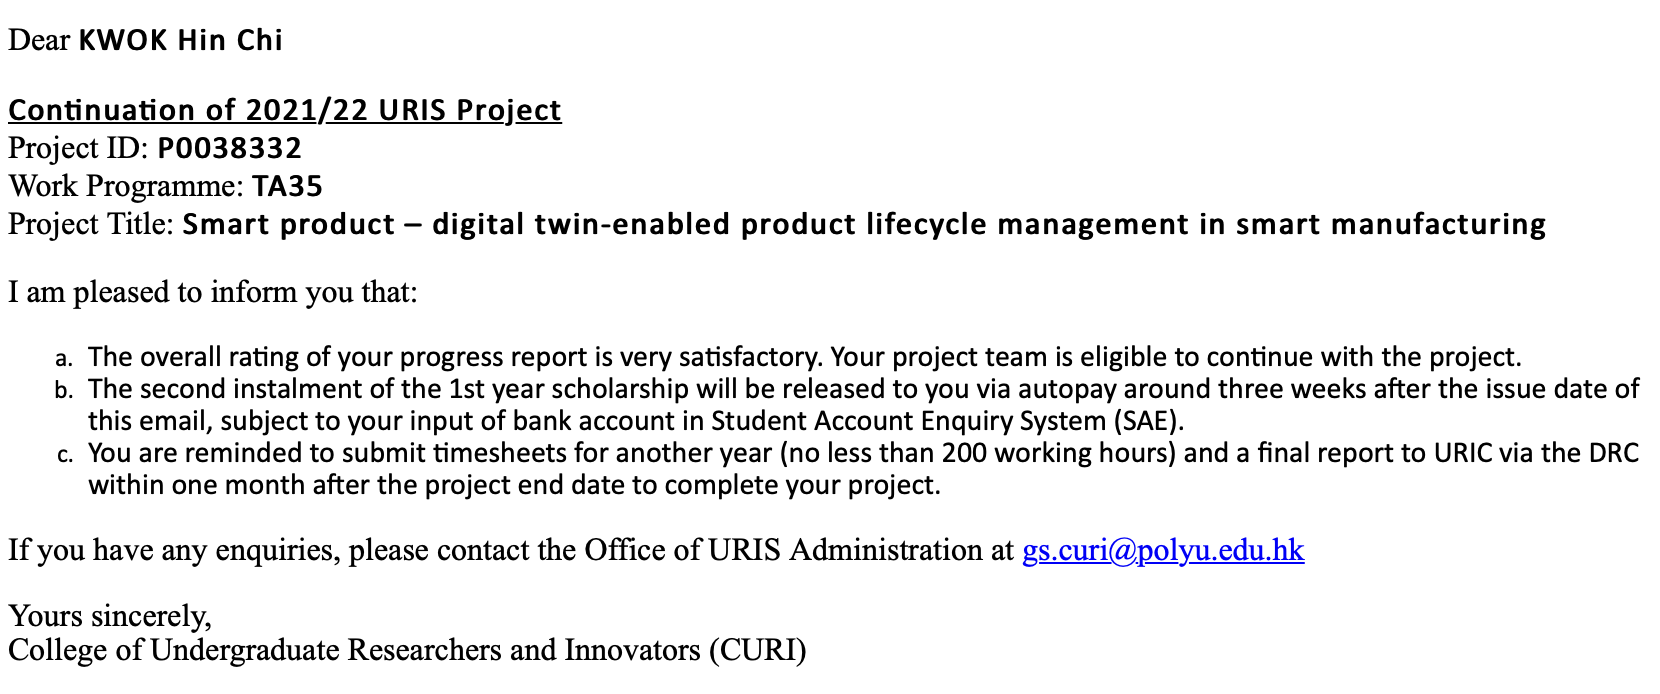 Dear KWOK Hin Chi
Continuation of 2021/22 URIS Project
Project ID: P0038332
Work Programme: TA35
Project Title: Smart product – digital twin-enabled product lifecycle management in smart manufacturing
I am pleased to inform you that:
a. The overall rating of your progress report is very satisfactory. Your project team is eligible to continue with the project.
b. The second instalment of the 1st year scholarship will be released to you via autopay around three weeks after the issue date of
this email, subject to your input of bank account in Student Account Enquiry System (SAE).
c. You are reminded to submit timesheets for another year (no less than 200 working hours) and a final report to URIC via the DRC
within one month after the project end date to complete your project.
If you have any enquiries, please contact the Office of URIS Administration at gs.curi@polyu.edu.hk
Yours sincerely,
College of Undergraduate Researchers and Innovators (CURI)